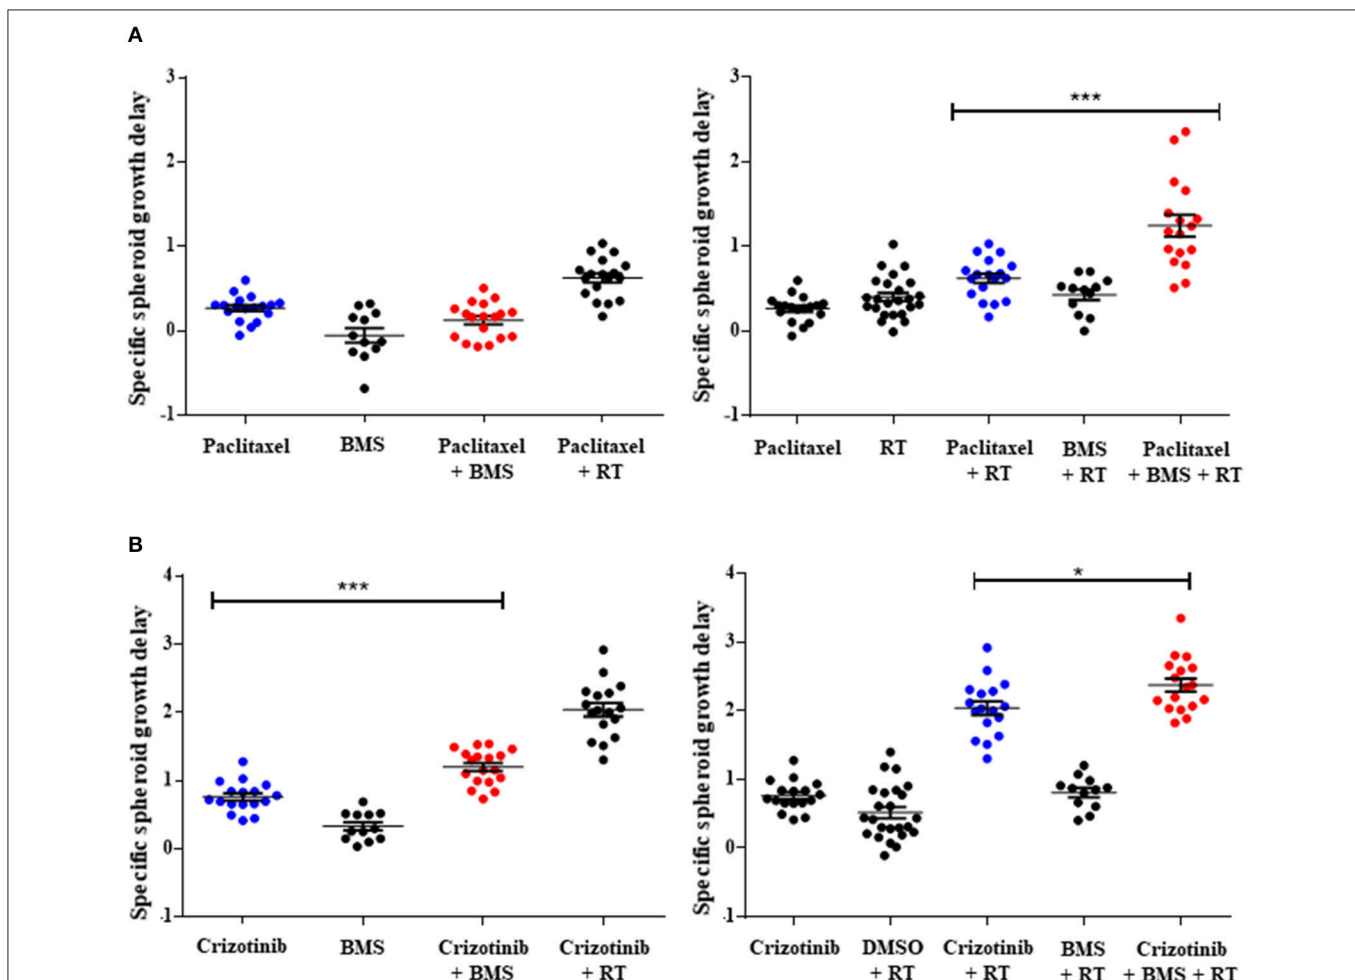 A
Specific spheroid growth delay
3
2
1
0
-1
Paclitaxel
BMS
Paclitaxel
+ BMS
Paclitaxel
+ RT
Specific spheroid growth delay
3
2
1
0
-1
***
Paclitaxel
RT
Paclitaxel
+ RT
BMS
+ RT
Paclitaxel
+ BMS + RT
B
Specific spheroid growth delay
4
3
2
1
0
-1
***
Crizotinib
BMS
Crizotinib
+ BMS
Crizotinib
+ RT
Specific spheroid growth delay
4
3
2
1
0
-1
*
Crizotinib
DMSO
+ RT
Crizotinib
+ RT
BMS
+ RT
Crizotinib
+ BMS + RT